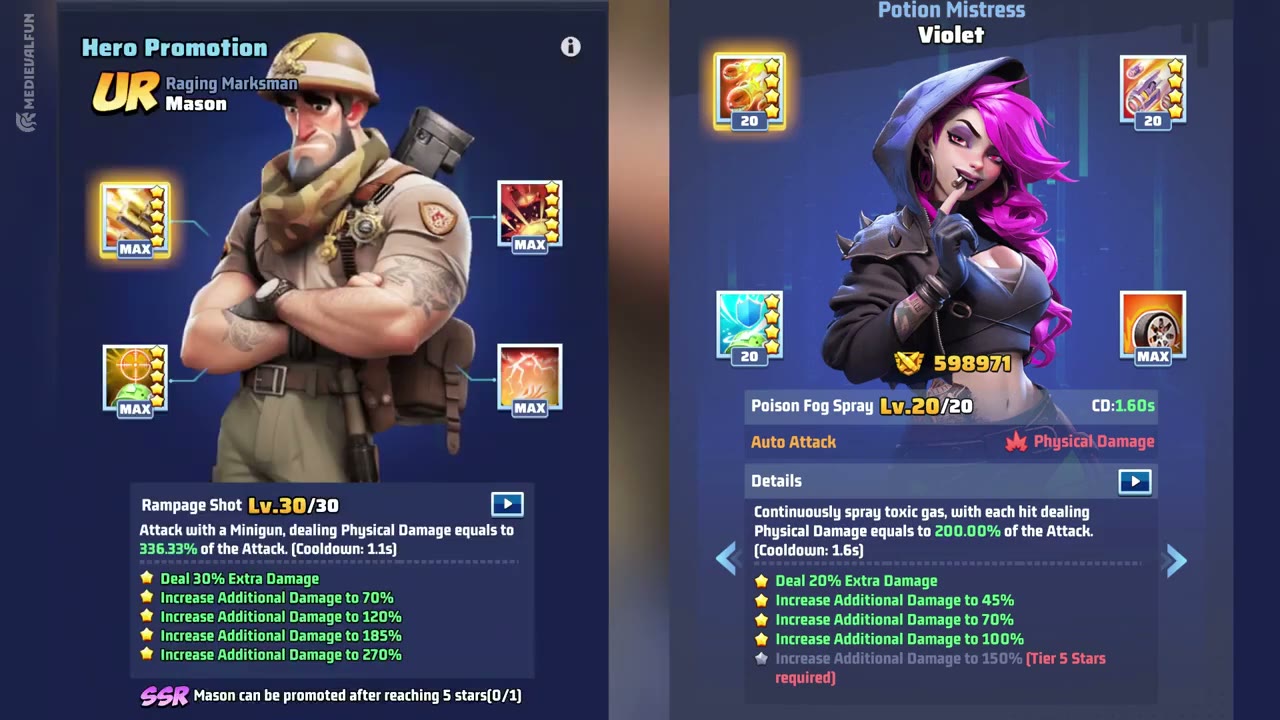 MEDIEVALFUN
Hero Promotion
UR Raging Marksman
Mason
MAX
MAX
MAX
MAX
Rampage Shot Lv.30/30
Attack with a Minigun, dealing Physical Damage equals to
336.33% of the Attack. (Cooldown: 1.1s)
Deal 30% Extra Damage
Increase Additional Damage to 70%
Increase Additional Damage to 120%
Increase Additional Damage to 185%
Increase Additional Damage to 270%
SSR Mason can be promoted after reaching 5 stars(0/1)
Potion Mistress
Violet
20
20
20
MAX
598971
Poison Fog Spray Lv.20/20 CD:1.60s
Auto Attack Physical Damage
Details
Continuously spray toxic gas, with each hit dealing
Physical Damage equals to 200.00% of the Attack.
(Cooldown: 1.6s)
Deal 20% Extra Damage
Increase Additional Damage to 45%
Increase Additional Damage to 70%
Increase Additional Damage to 100%
Increase Additional Damage to 150% (Tier 5 Stars
required)